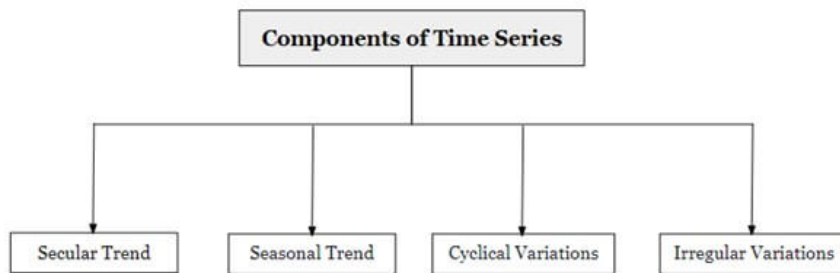 Components of Time Series
Secular Trend
Seasonal Trend
Cyclical Variations
Irregular Variations